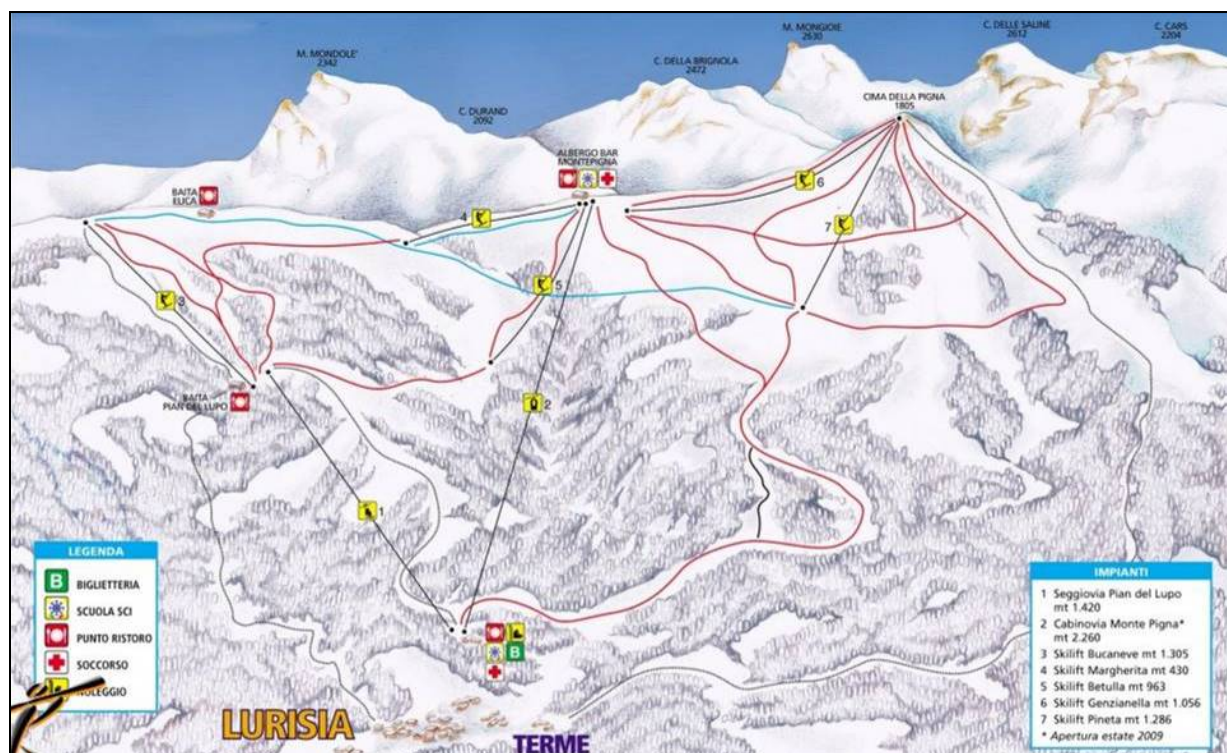 M. MONGIOIE
2630
C. DELLE SALINE
2612
C. CARS
2204
M. MONDOLE'
2342
C. DELLA BRIGNOLA
2472
CIMA DELLA PIGNA
1805
C. DURAND
2092
ALBERGO BAR
MONTEPIGNA
BAITA
ELICA
6
4
7
5
3
BAITA
PIAN DEL LUPO
2
1
LEGENDA
B BIGLIETTERIA
SCUOLA SCI
PUNTO RISTORO
SOCCORSO
NOLEGGIO
B
IMPIANTI
1 Seggiovia Pian del Lupo
mt 1.420
2 Cabinovia Monte Pigna*
mt 2.260
3 Skilift Bucaneve mt 1.305
4 Skilift Margherita mt 430
5 Skilift Betulla mt 963
6 Skilift Genzianella mt 1.056
7 Skilift Pineta mt 1.286
* Apertura estate 2009
LURISIA
TERME